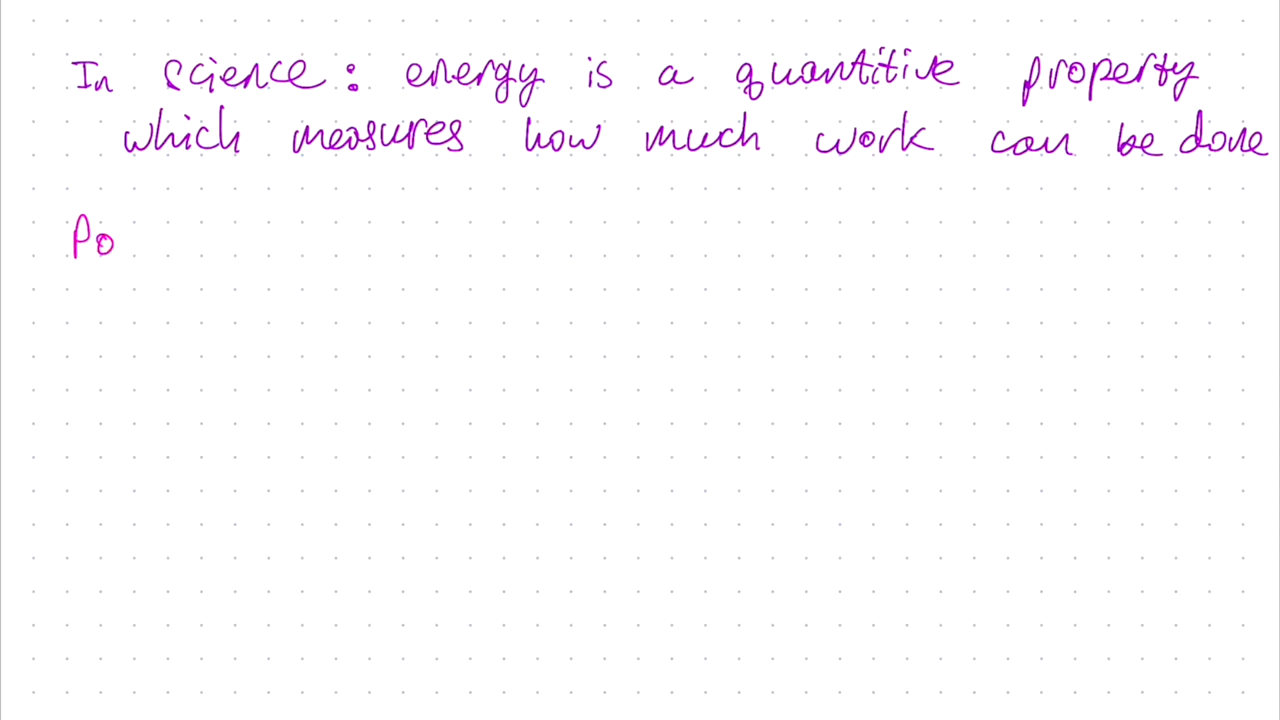 In science: energy is a quantitive property
which measures how much work can be done
Po